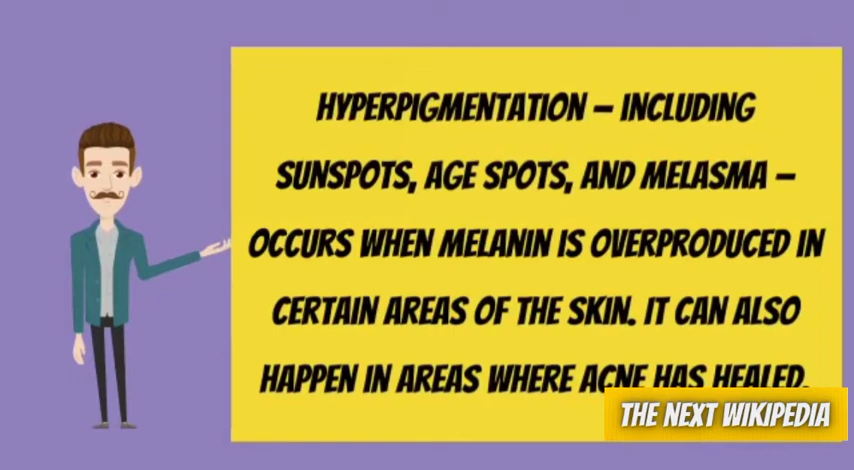 HYPERPIGMENTATION – INCLUDING
SUNSPOTS, AGE SPOTS, AND MELASMA –
OCCURS WHEN MELANIN IS OVERPRODUCED IN
CERTAIN AREAS OF THE SKIN. IT CAN ALSO
HAPPEN IN AREAS WHERE ACNE HAS HEALED.
THE NEXT WIKIPEDIA